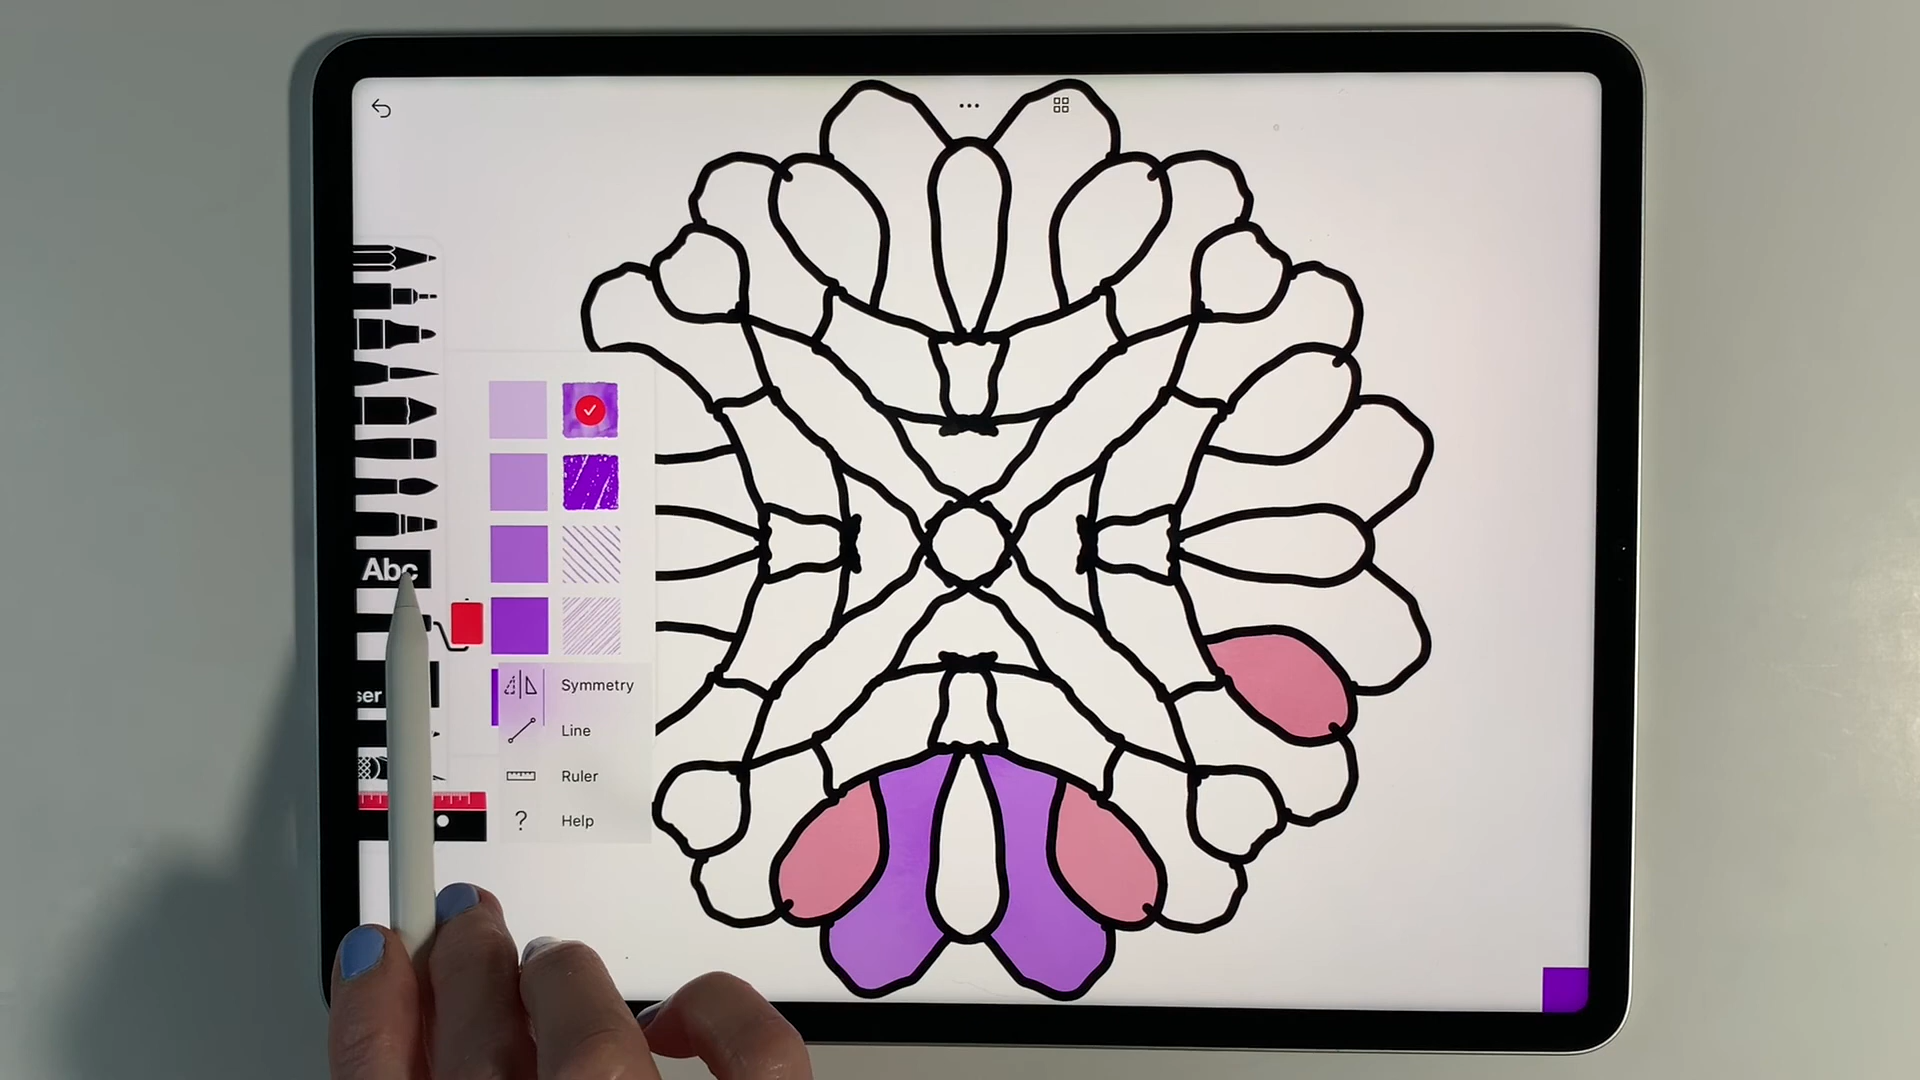 Abc
ser
Symmetry
Line
Ruler
? Help